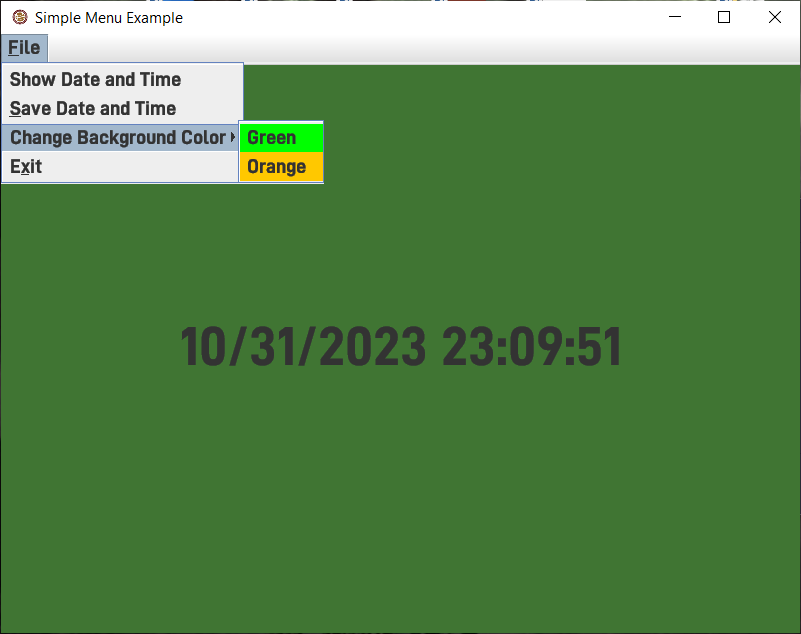 Simple Menu Example
File
Show Date and Time
Save Date and Time
Change Background Color
Green
Orange
Exit
10/31/2023 23:09:51